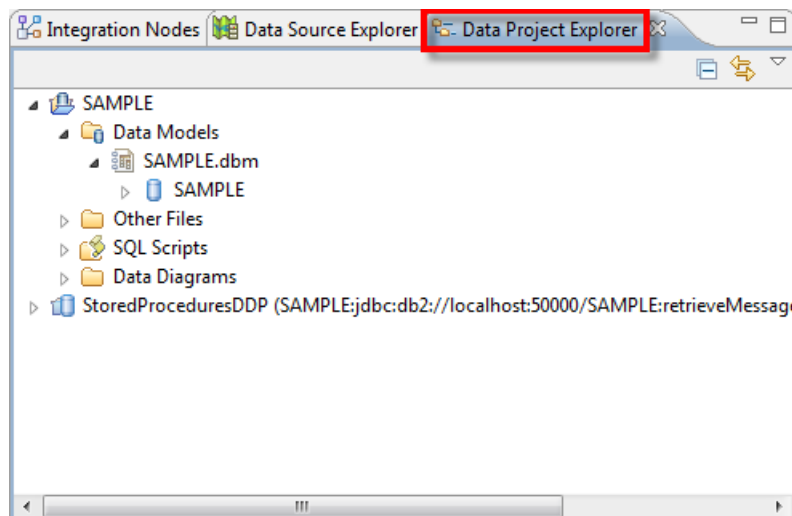 Integration Nodes Data Source Explorer Data Project Explorer
SAMPLE
Data Models
SAMPLE.dbm
SAMPLE
Other Files
SQL Scripts
Data Diagrams
StoredProceduresDDP (SAMPLE:jdbc:db2://localhost:50000/SAMPLE:retrieveMessag